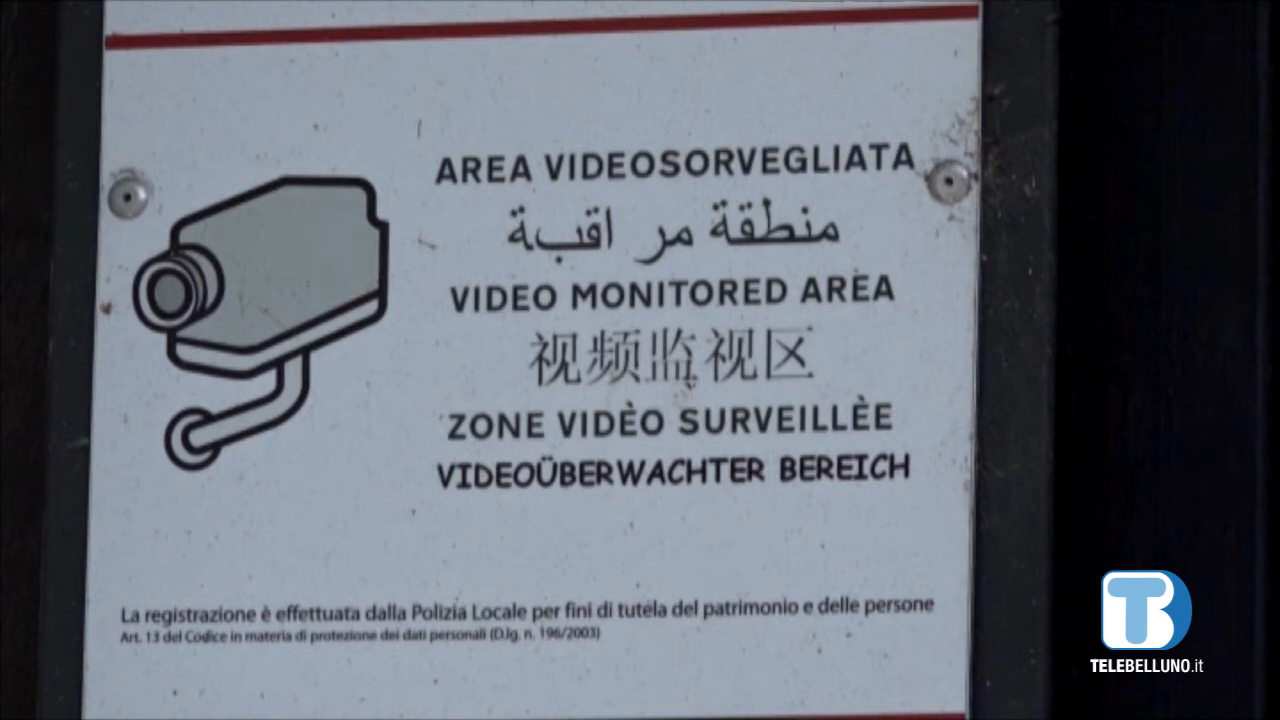 AREA VIDEOSORVEGLIATA
منطقة مر اقبة
VIDEO MONITORED AREA
视频监视区
ZONE VIDÈO SURVEILLÈE
VIDEOÜBERWACHTER BEREICH
La registrazione è effettuata dalla Polizia Locale per fini di tutela del patrimonio e delle persone
Art. 13 del Codice in materia di protezione dei dati personali (D.lg. n. 196/2003)
TELEBELLUNO.it